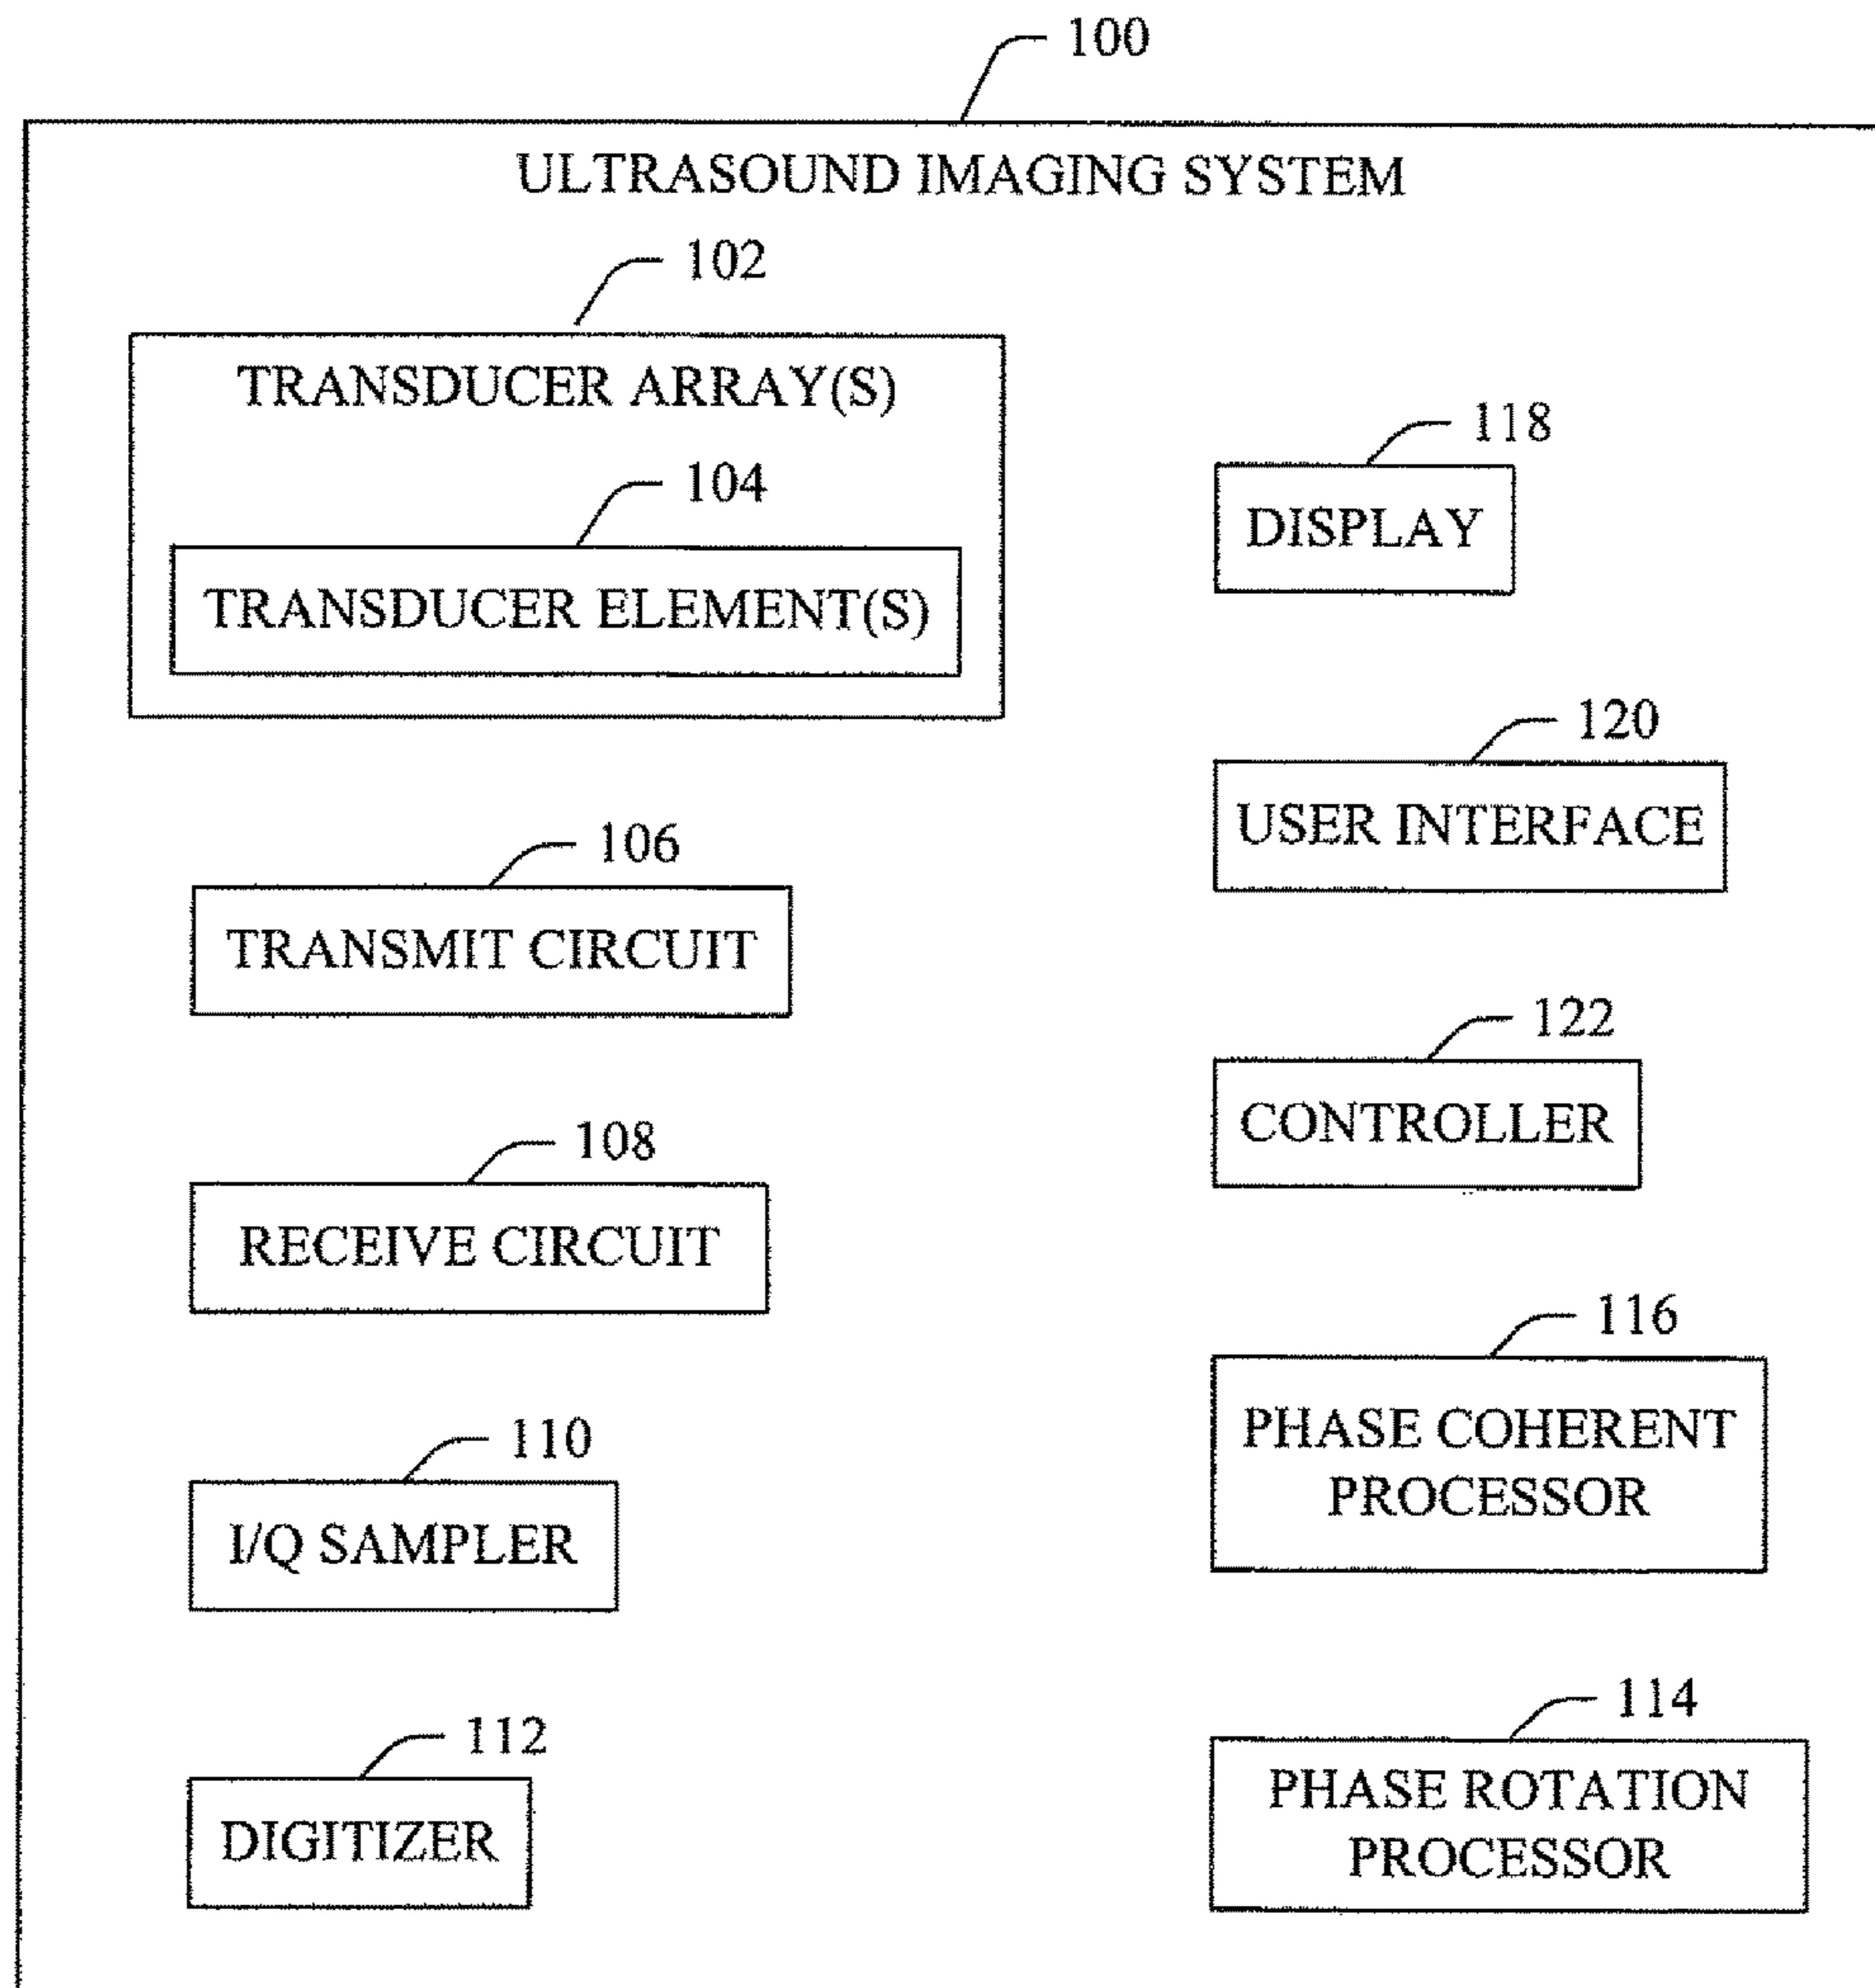 100
ULTRASOUND IMAGING SYSTEM
102
TRANSDUCER ARRAY(S)
104
TRANSDUCER ELEMENT(S)
106
TRANSMIT CIRCUIT
108
RECEIVE CIRCUIT
110
I/Q SAMPLER
112
DIGITIZER
118
DISPLAY
120
USER INTERFACE
122
CONTROLLER
116
PHASE COHERENT
PROCESSOR
114
PHASE ROTATION
PROCESSOR